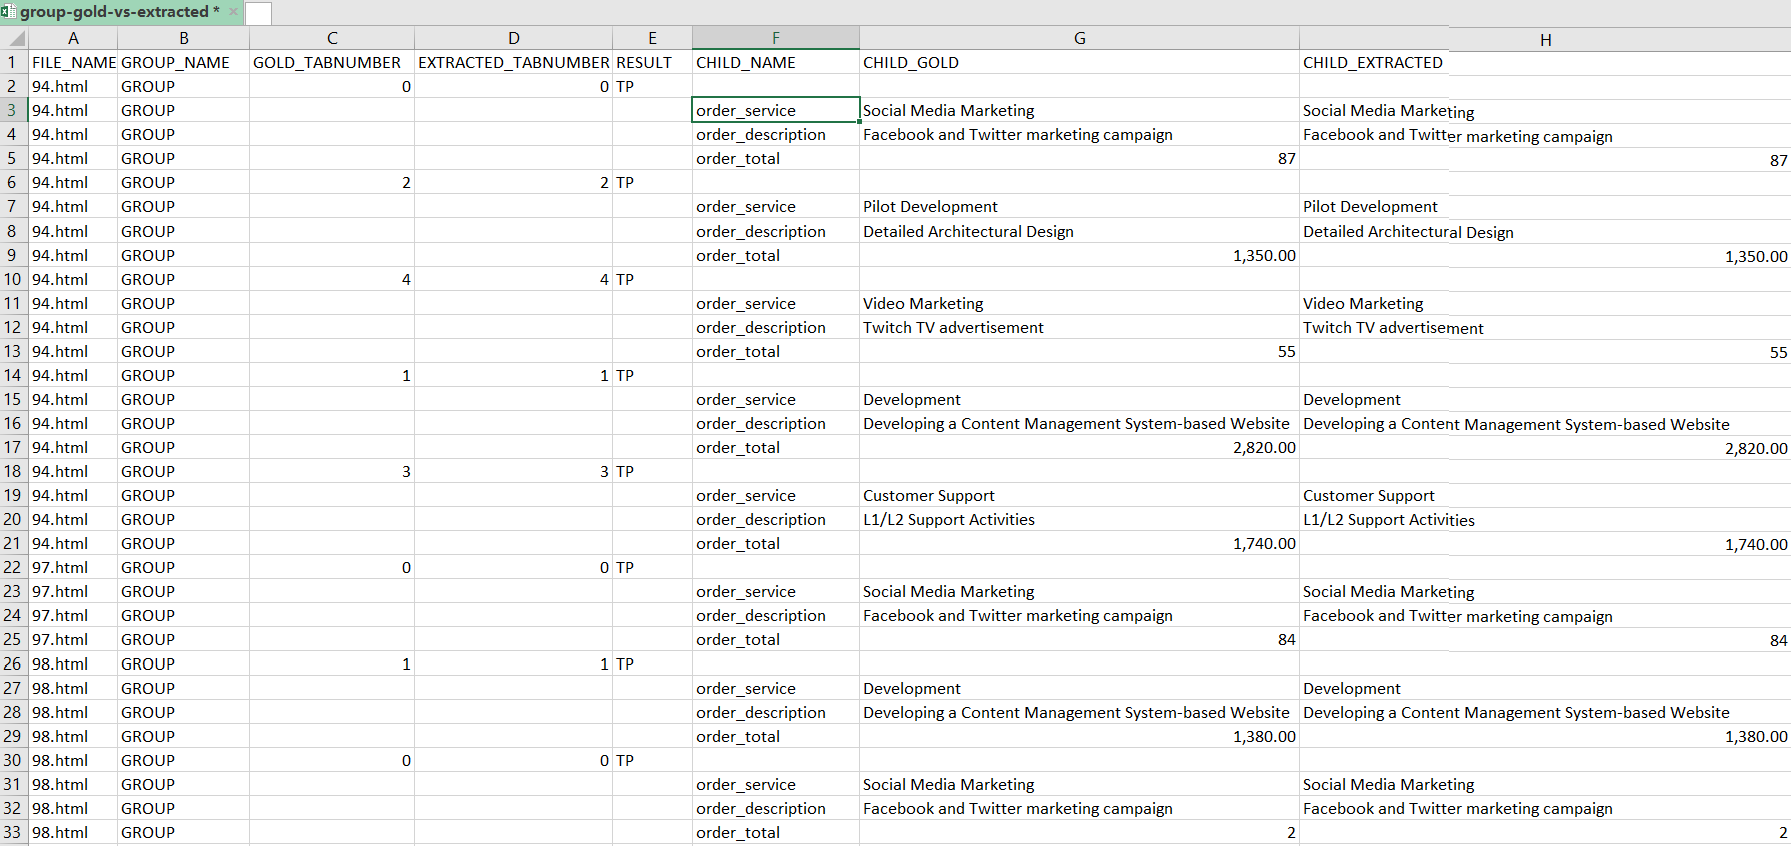 group-gold-vs-extracted *
A B C D E F G H
1 FILE_NAME GROUP_NAME GOLD_TABNUMBER EXTRACTED_TABNUMBER RESULT CHILD_NAME CHILD_GOLD CHILD_EXTRACTED
2 94.html GROUP 0 0 TP
3 94.html GROUP order_service Social Media Marketing Social Media Marketing
4 94.html GROUP order_description Facebook and Twitter marketing campaign Facebook and Twitter marketing campaign
5 94.html GROUP order_total 87 87
6 94.html GROUP 2 2 TP
7 94.html GROUP order_service Pilot Development Pilot Development
8 94.html GROUP order_description Detailed Architectural Design Detailed Architectural Design
9 94.html GROUP order_total 1,350.00 1,350.00
10 94.html GROUP 4 4 TP
11 94.html GROUP order_service Video Marketing Video Marketing
12 94.html GROUP order_description Twitch TV advertisement Twitch TV advertisement
13 94.html GROUP order_total 55 55
14 94.html GROUP 1 1 TP
15 94.html GROUP order_service Development Development
16 94.html GROUP order_description Developing a Content Management System-based Website Developing a Content Management System-based Website
17 94.html GROUP order_total 2,820.00 2,820.00
18 94.html GROUP 3 3 TP
19 94.html GROUP order_service Customer Support Customer Support
20 94.html GROUP order_description L1/L2 Support Activities L1/L2 Support Activities
21 94.html GROUP order_total 1,740.00 1,740.00
22 97.html GROUP 0 0 TP
23 97.html GROUP order_service Social Media Marketing Social Media Marketing
24 97.html GROUP order_description Facebook and Twitter marketing campaign Facebook and Twitter marketing campaign
25 97.html GROUP order_total 84 84
26 98.html GROUP 1 1 TP
27 98.html GROUP order_service Development Development
28 98.html GROUP order_description Developing a Content Management System-based Website Developing a Content Management System-based Website
29 98.html GROUP order_total 1,380.00 1,380.00
30 98.html GROUP 0 0 TP
31 98.html GROUP order_service Social Media Marketing Social Media Marketing
32 98.html GROUP order_description Facebook and Twitter marketing campaign Facebook and Twitter marketing campaign
33 98.html GROUP order_total 2 2